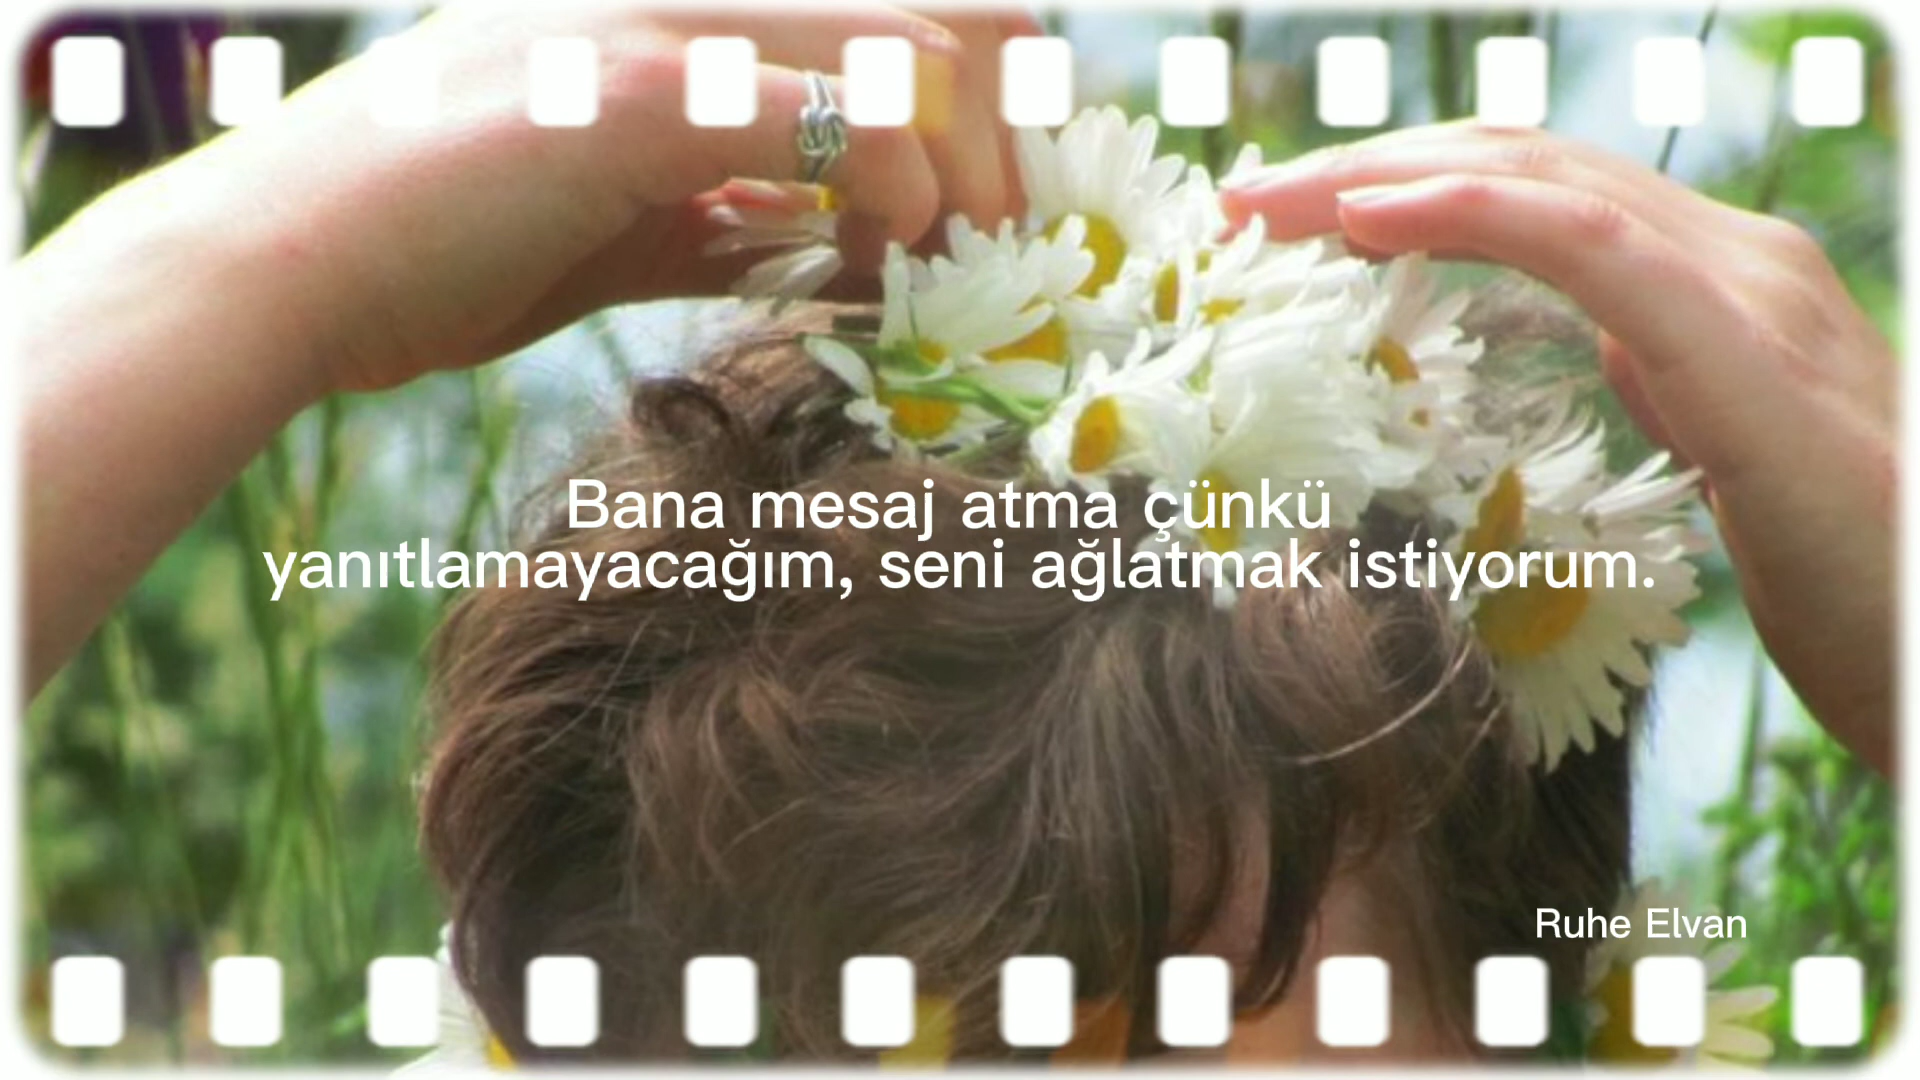 Bana mesaj atma çünkü
yanıtlamayacağım, seni ağlatmak istiyorum.
Ruhe Elvan